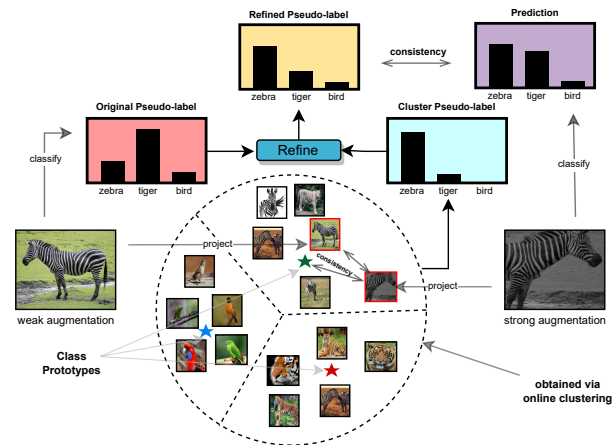 Refined Pseudo-label
Prediction
consistency
zebra tiger bird
zebra tiger bird
Original Pseudo-label
Cluster Pseudo-label
Refine
classify
classify
zebra tiger bird
zebra tiger bird
project
consistency
project
weak augmentation
strong augmentation
Class
Prototypes
obtained via
online clustering